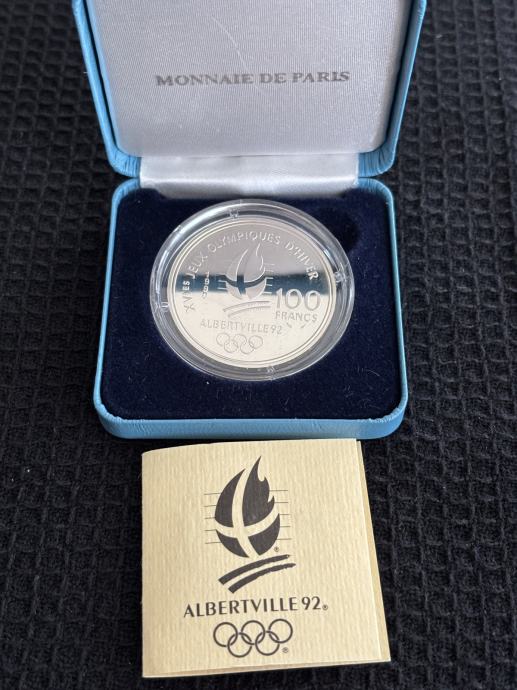 MONNAIE DE PARIS
XVIES JEUX OLYMPIQUES D'HIVER
100
FRANCS
ALBERTVILLE 92
ALBERTVILLE 92®